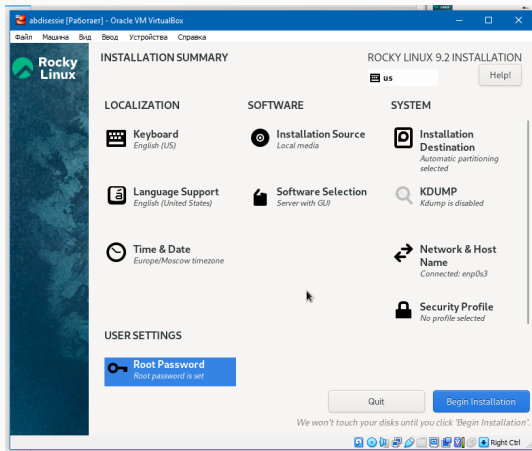 abdisessie [Работает] - Oracle VM VirtualBox
Файл Машина Вид Ввод Устройства Справка
Rocky
Linux
INSTALLATION SUMMARY
ROCKY LINUX 9.2 INSTALLATION
us
Help!
LOCALIZATION
Keyboard
English (US)
Language Support
English (United States)
Time & Date
Europe/Moscow timezone
SOFTWARE
Installation Source
Local media
Software Selection
Server with GUI
SYSTEM
Installation
Destination
Automatic partitioning
selected
KDUMP
Kdump is disabled
Network & Host
Name
Connected: enp0s3
Security Profile
No profile selected
USER SETTINGS
Root Password
Root password is set
Quit
Begin Installation
We won't touch your disks until you click 'Begin Installation'.
Right Ctrl